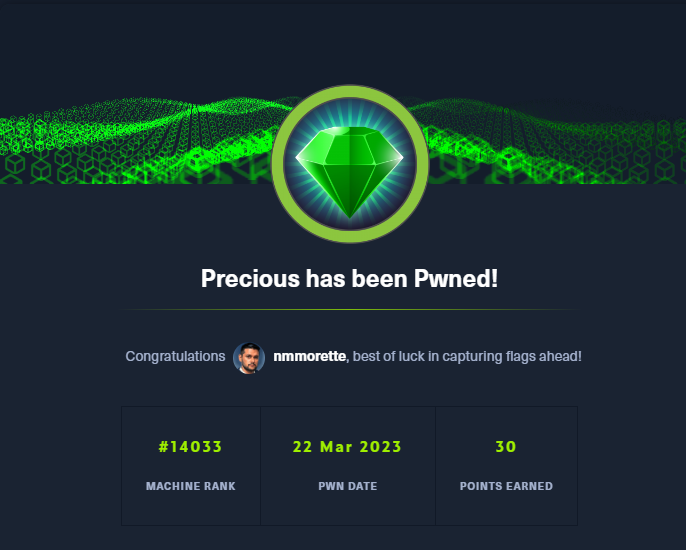 Precious has been Pwned!
Congratulations nmmorette, best of luck in capturing flags ahead!
#14033 22 Mar 2023 30
MACHINE RANK PWN DATE POINTS EARNED